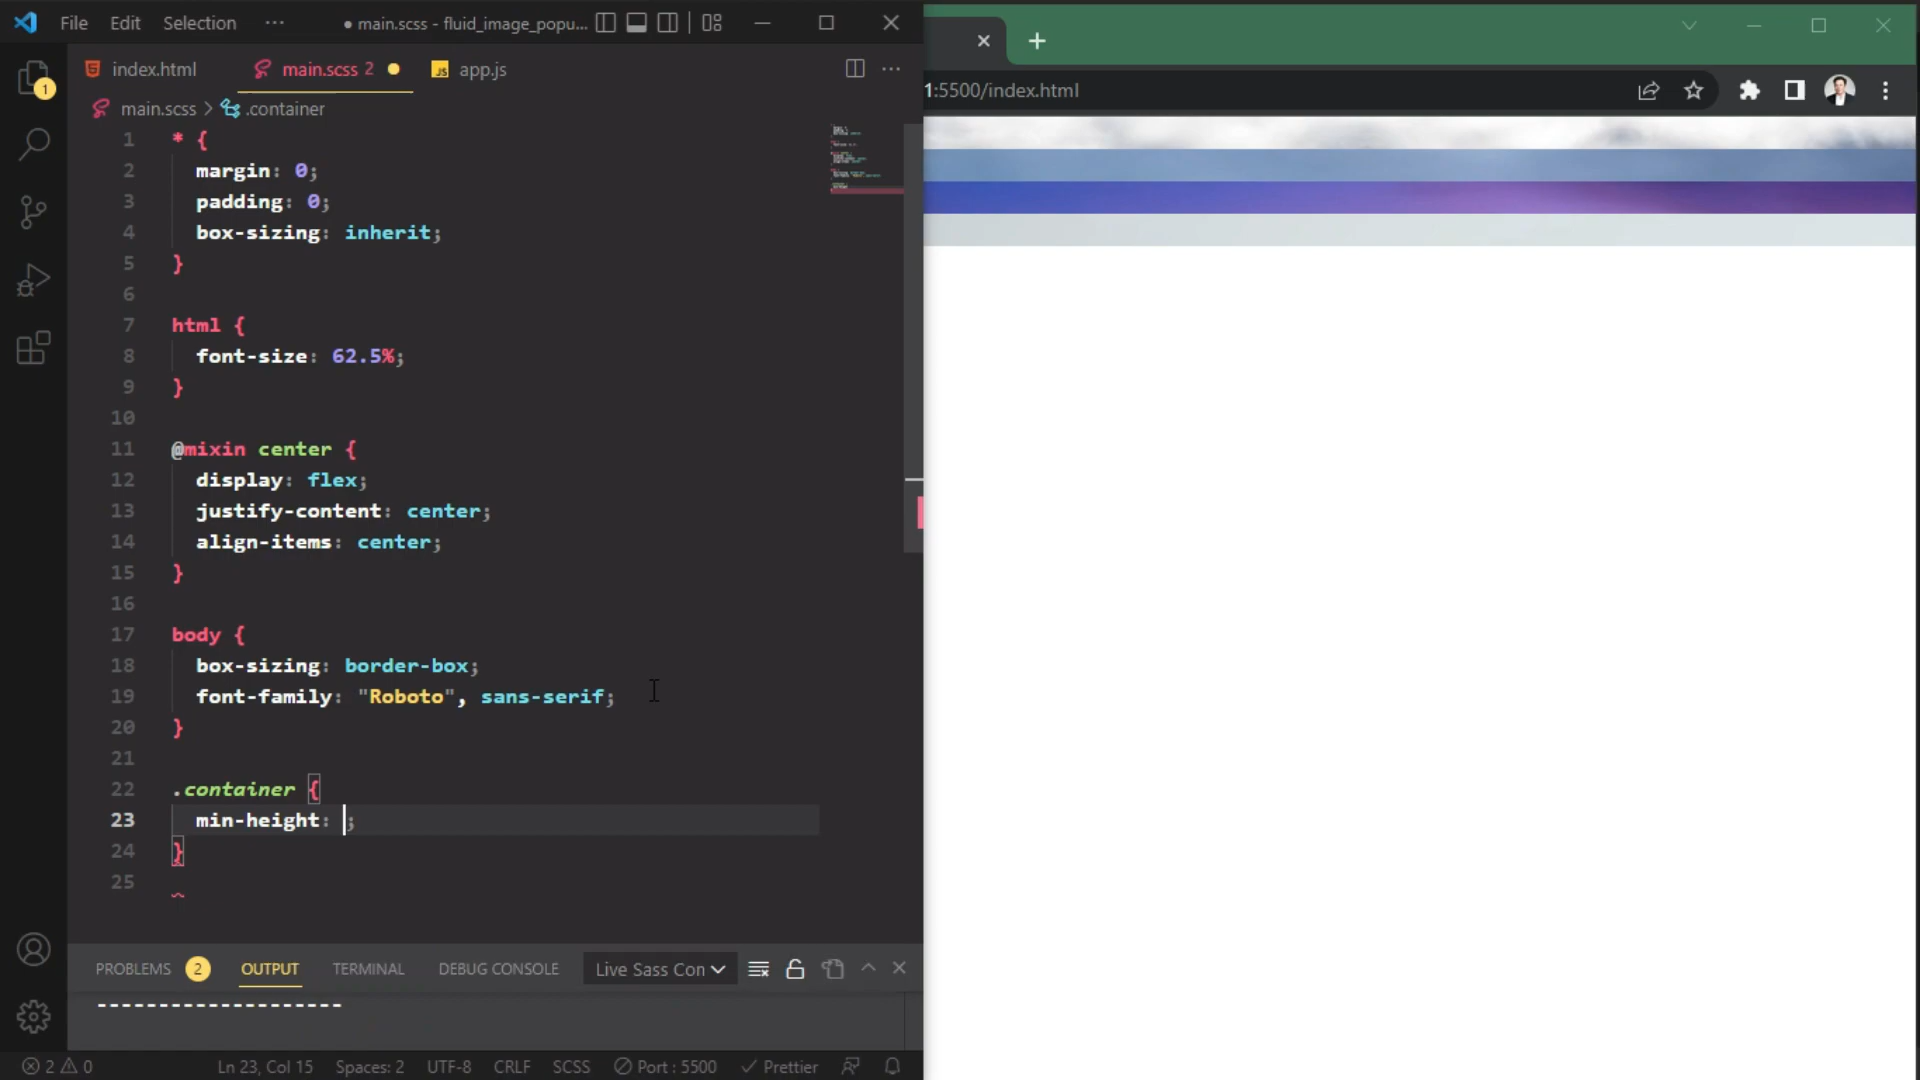 File Edit Selection ··· ● main.scss - fluid_image_popu...
index.html main.scss 2 ● app.js ···
main.scss > .container
1:5500/index.html
1 * {
2 margin: 0;
3 padding: 0;
4 box-sizing: inherit;
5 }
6
7 html {
8 font-size: 62.5%;
9 }
10
11 @mixin center {
12 display: flex;
13 justify-content: center;
14 align-items: center;
15 }
16
17 body {
18 box-sizing: border-box;
19 font-family: "Roboto", sans-serif;
20 }
21
22 .container {
23 min-height: ;
24 }
25
1
PROBLEMS 2 OUTPUT TERMINAL DEBUG CONSOLE Live Sass Con
--------------------
2 0 Ln 23, Col 15 Spaces: 2 UTF-8 CRLF SCSS Port : 5500 Prettier